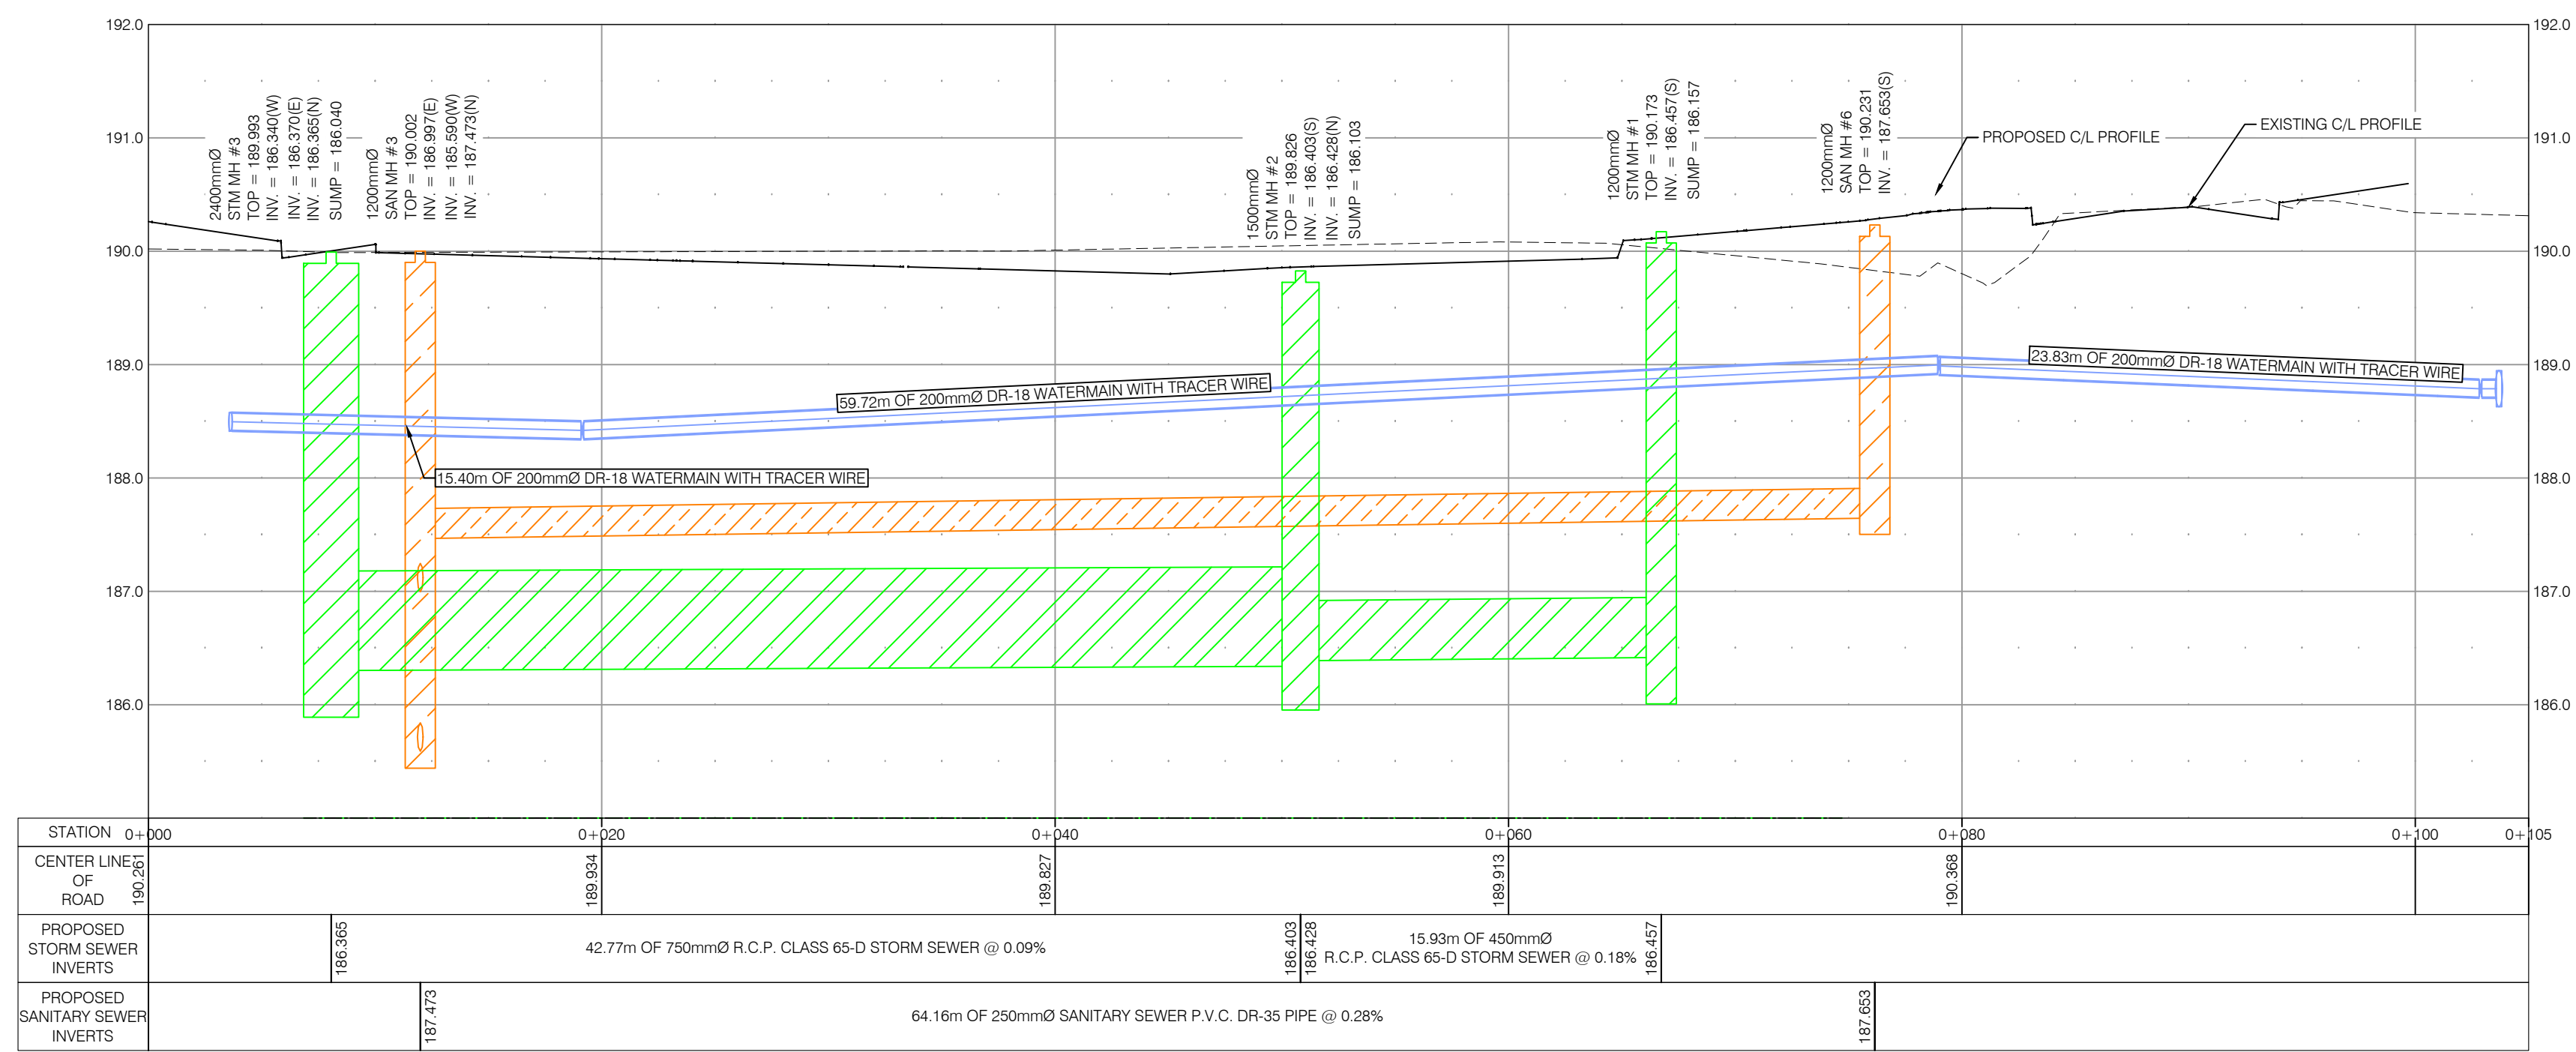 192.0
192.0
191.0
191.0
190.0
190.0
189.0
189.0
188.0
188.0
187.0
187.0
186.0
186.0
2400mmØ
STM MH #3
TOP = 189.993
INV. = 186.340(W)
INV. = 186.370(E)
INV. = 186.365(N)
SUMP = 186.040
1200mmØ
SAN MH #3
TOP = 190.002
INV. = 186.997(E)
INV. = 185.590(W)
INV. = 187.473(N)
1500mmØ
STM MH #2
TOP = 189.826
INV. = 186.403(S)
INV. = 186.428(N)
SUMP = 186.103
1200mmØ
STM MH #1
TOP = 190.173
INV. = 186.457(S)
SUMP = 186.157
1200mmØ
SAN MH #6
TOP = 190.231
INV. = 187.653(S)
PROPOSED C/L PROFILE
EXISTING C/L PROFILE
59.72m OF 200mmØ DR-18 WATERMAIN WITH TRACER WIRE
23.83m OF 200mmØ DR-18 WATERMAIN WITH TRACER WIRE
15.40m OF 200mmØ DR-18 WATERMAIN WITH TRACER WIRE
STATION
0+000
0+020
0+040
0+060
0+080
0+100
0+105
CENTER LINE
OF
ROAD
190.261
189.934
189.827
189.913
190.368
PROPOSED
STORM SEWER
INVERTS
186.365
42.77m OF 750mmØ R.C.P. CLASS 65-D STORM SEWER @ 0.09%
186.403
186.428
15.93m OF 450mmØ
R.C.P. CLASS 65-D STORM SEWER @ 0.18%
186.457
PROPOSED
SANITARY SEWER
INVERTS
187.473
64.16m OF 250mmØ SANITARY SEWER P.V.C. DR-35 PIPE @ 0.28%
187.653